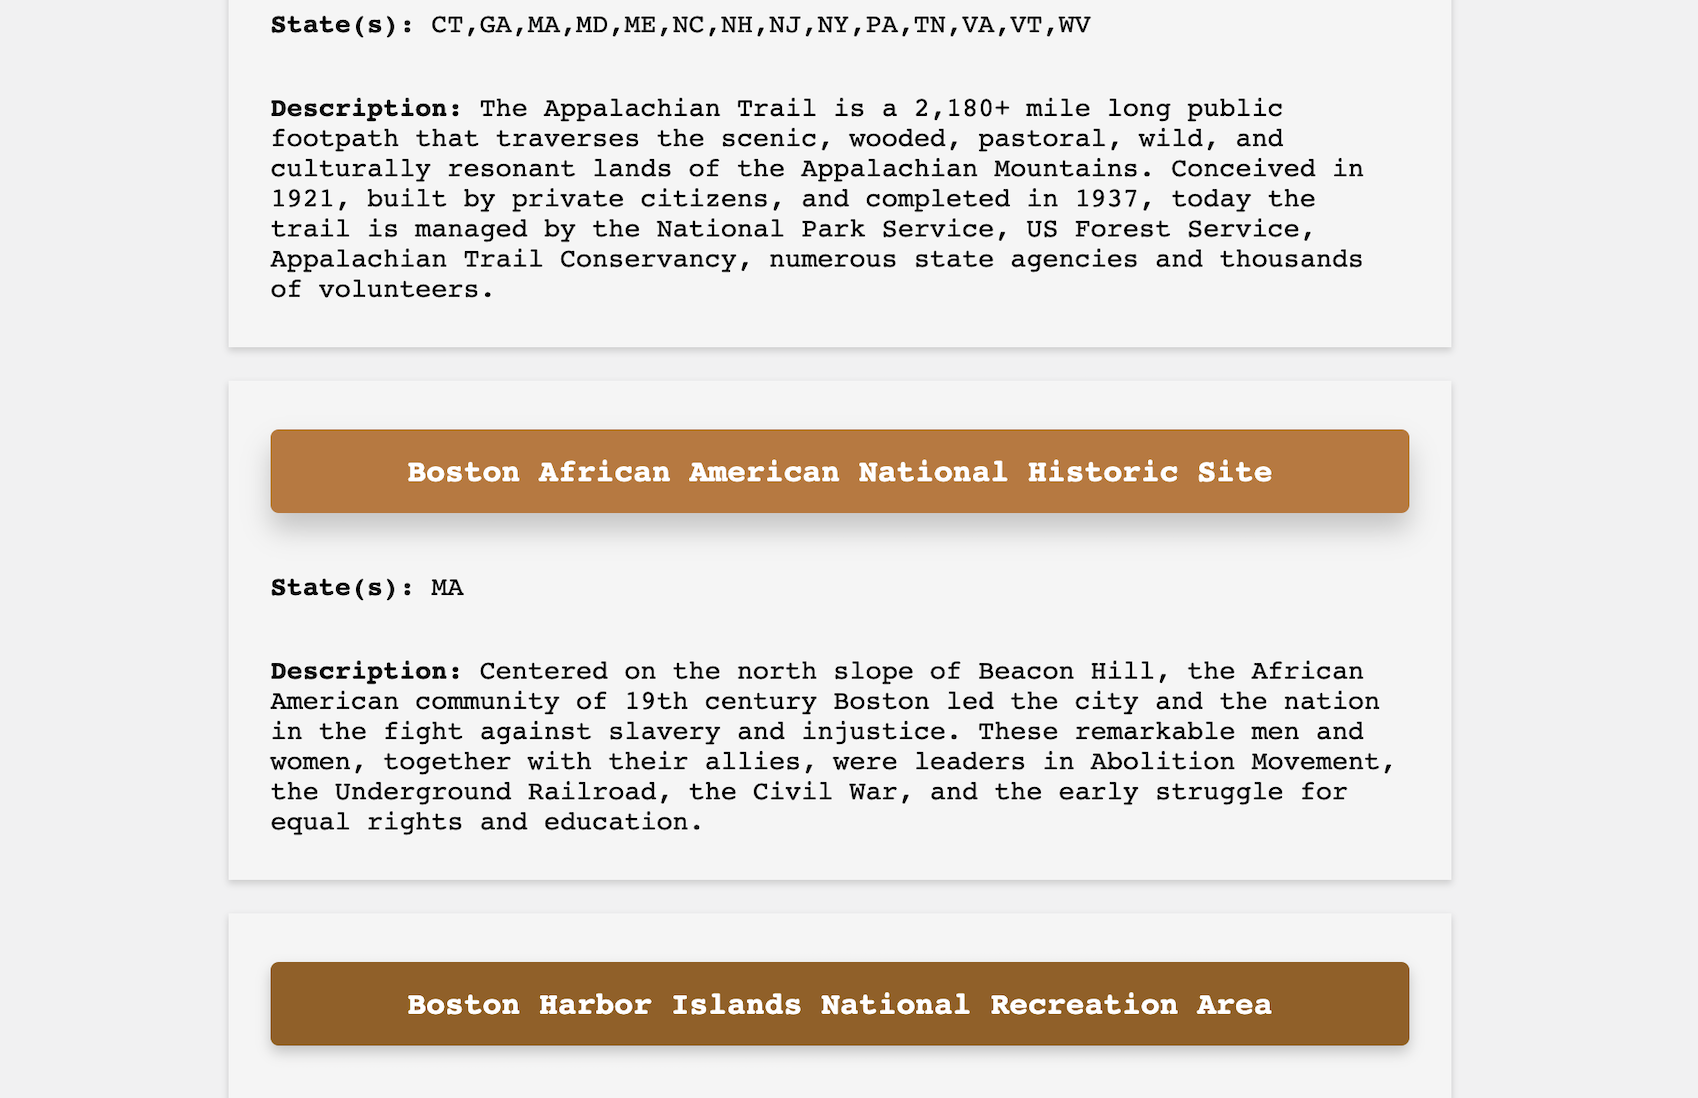 State(s): CT,GA,MA,MD,ME,NC,NH,NJ,NY,PA,TN,VA,VT,WV
Description: The Appalachian Trail is a 2,180+ mile long public
footpath that traverses the scenic, wooded, pastoral, wild, and
culturally resonant lands of the Appalachian Mountains. Conceived in
1921, built by private citizens, and completed in 1937, today the
trail is managed by the National Park Service, US Forest Service,
Appalachian Trail Conservancy, numerous state agencies and thousands
of volunteers.
Boston African American National Historic Site
State(s): MA
Description: Centered on the north slope of Beacon Hill, the African
American community of 19th century Boston led the city and the nation
in the fight against slavery and injustice. These remarkable men and
women, together with their allies, were leaders in Abolition Movement,
the Underground Railroad, the Civil War, and the early struggle for
equal rights and education.
Boston Harbor Islands National Recreation Area